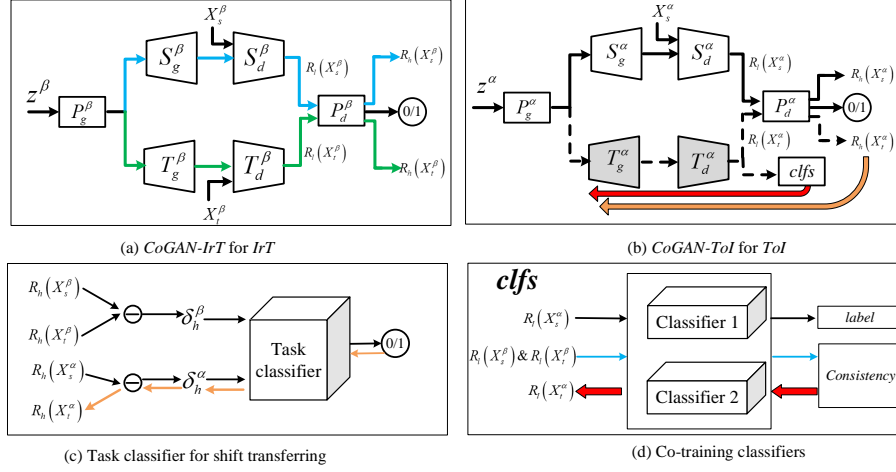 X_s^β
S_g^β
S_d^β
R_l(X_s^β)
R_h(X_s^β)
z^β
P_g^β
P_d^β
0/1
T_g^β
T_d^β
R_l(X_t^β)
R_h(X_t^β)
X_t^β
(a) CoGAN-IrT for IrT
X_s^α
S_g^α
S_d^α
R_l(X_s^α)
R_h(X_s^α)
z^α
P_g^α
P_d^α
0/1
T_g^α
T_d^α
R_l(X_t^α)
R_h(X_t^α)
clfs
(b) CoGAN-ToI for ToI
R_h(X_s^β)
R_h(X_t^β)
δ_h^β
R_h(X_s^α)
R_h(X_t^α)
δ_h^α
Task
classifier
0/1
(c) Task classifier for shift transferring
clfs
R_l(X_s^α)
Classifier 1
label
R_l(X_s^β) & R_l(X_t^β)
Consistency
R_l(X_t^α)
Classifier 2
(d) Co-training classifiers